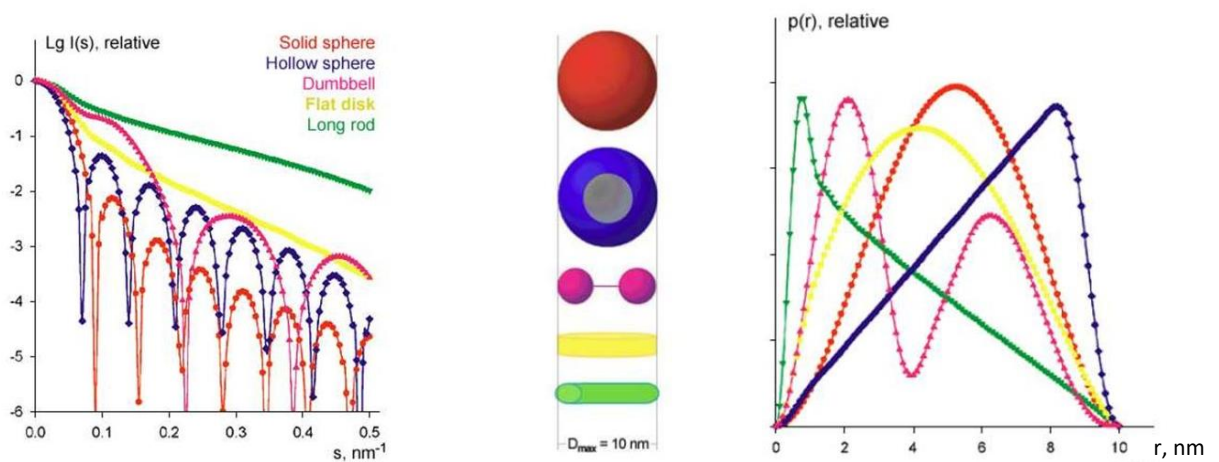 Lg I(s), relative
Solid sphere
Hollow sphere
Dumbbell
Flat disk
Long rod
0
-1
-2
-3
-4
-5
-6
0.0 0.1 0.2 0.3 0.4 0.5
s, nm-1
Dmax = 10 nm
p(r), relative
0 2 4 6 8 10
r, nm